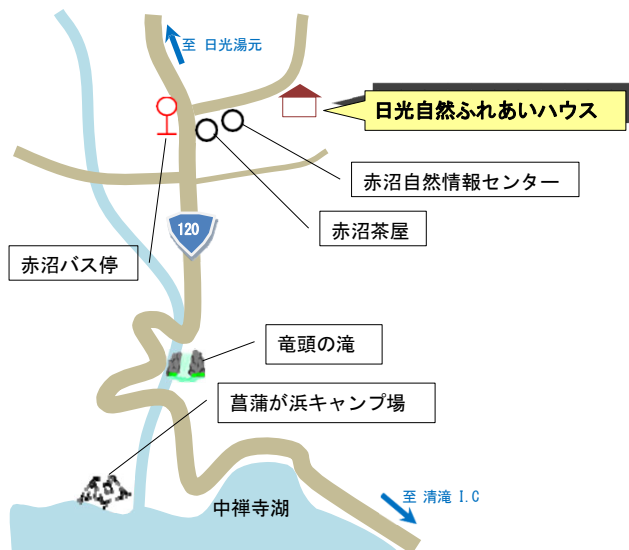 至 日光湯元
日光自然ふれあいハウス
赤沼自然情報センター
赤沼茶屋
120
赤沼バス停
竜頭の滝
菖蒲が浜キャンプ場
至 清滝 I.C
中禅寺湖